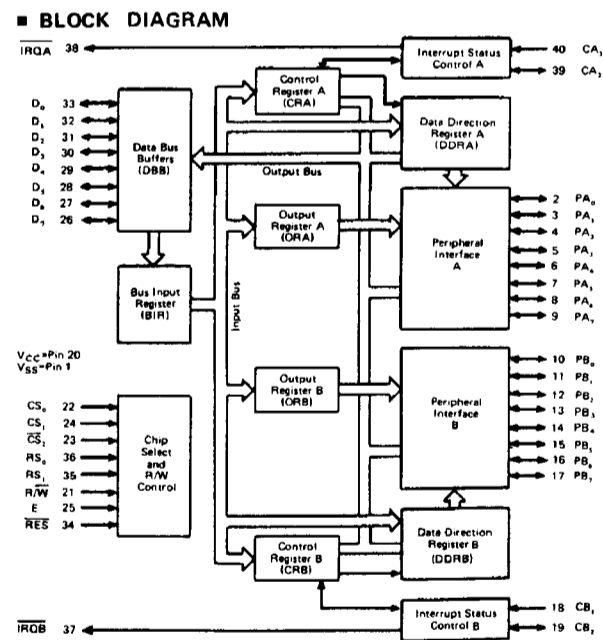 ■ BLOCK DIAGRAM
IRQA 38
Interrupt Status
Control A
40 CA₁
39 CA₂
Control
Register A
(CRA)
D₀ 33
D₁ 32
D₂ 31
D₃ 30
D₄ 29
D₅ 28
D₆ 27
D₇ 26
Data Bus
Buffers
(DBB)
Data Direction
Register A
(DDRA)
Output Bus
Output
Register A
(ORA)
Peripheral
Interface
A
2 PA₀
3 PA₁
4 PA₂
5 PA₃
6 PA₄
7 PA₅
8 PA₆
9 PA₇
Bus Input
Register
(BIR)
Input Bus
VCC=Pin 20
VSS=Pin 1
Output
Register B
(ORB)
Peripheral
Interface
B
10 PB₀
11 PB₁
12 PB₂
13 PB₃
14 PB₄
15 PB₅
16 PB₆
17 PB₇
CS₀ 22
CS₁ 24
CS₂ 23
RS₀ 36
RS₁ 35
R/W 21
E 25
RES 34
Chip
Select
and
R/W
Control
Control
Register B
(CRB)
Data Direction
Register B
(DDRB)
IRQB 37
Interrupt Status
Control B
18 CB₁
19 CB₂